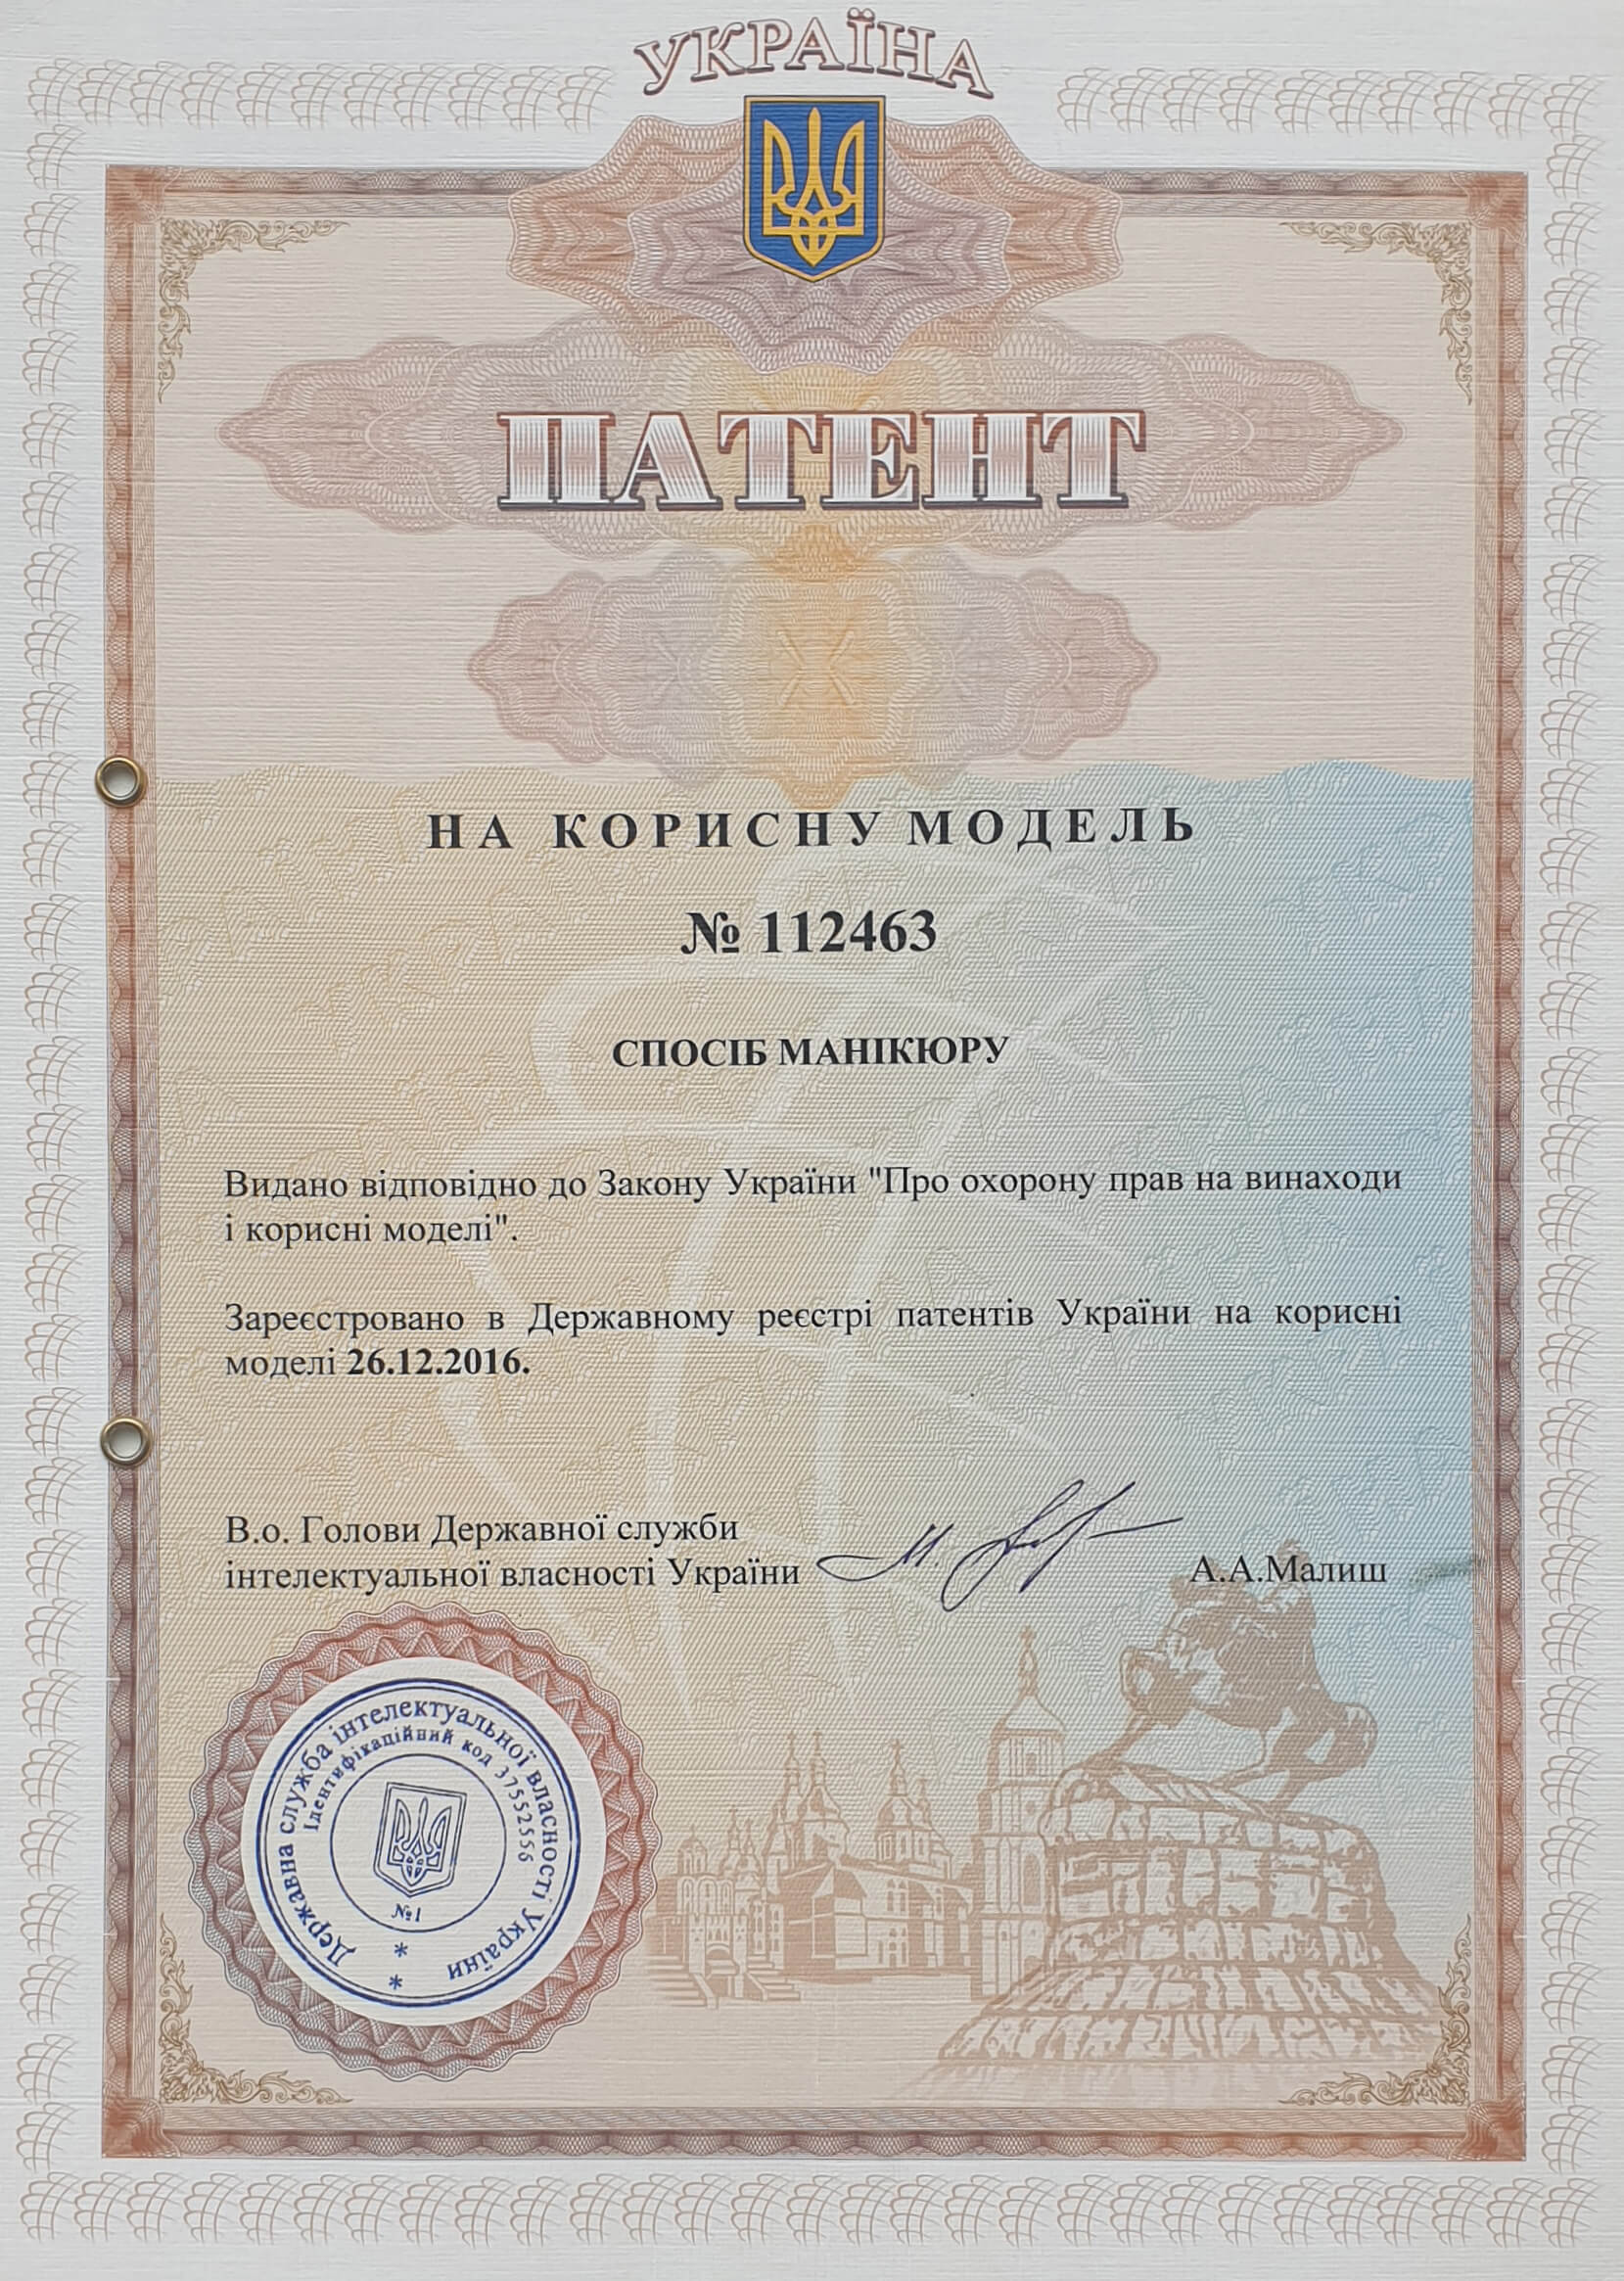 УКРАЇНА
ПАТЕНТ
НА КОРИСНУ МОДЕЛЬ
№ 112463
СПОСІБ МАНІКЮРУ
Видано відповідно до Закону України "Про охорону прав на винаходи
і корисні моделі".
Зареєстровано в Державному реєстрі патентів України на корисні
моделі 26.12.2016.
В.о. Голови Державної служби
інтелектуальної власності України
А.А.Малиш
Державна служба інтелектуальної власності України
Ідентифікаційний код 37552556
№1
* *